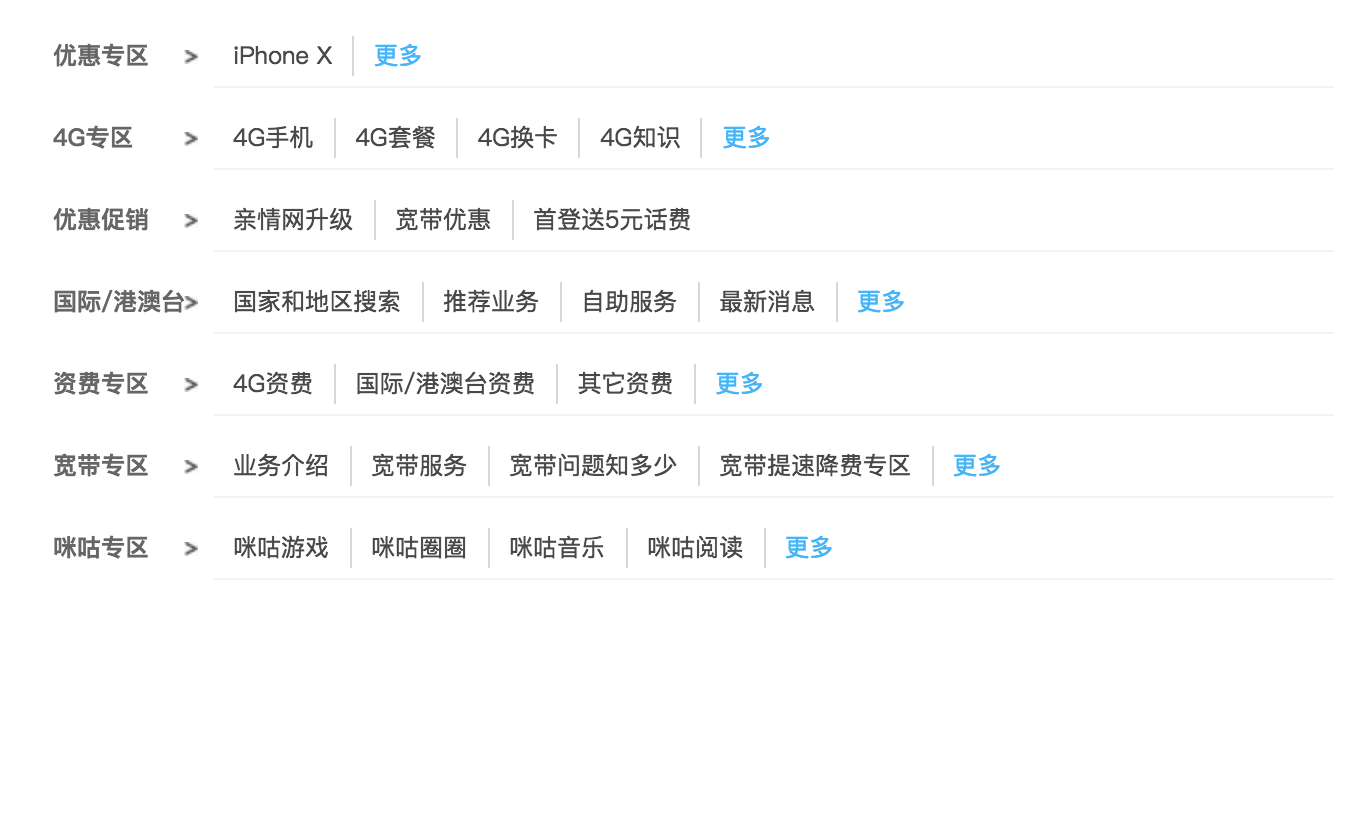 优惠专区 > iPhone X 更多
4G专区 > 4G手机 4G套餐 4G换卡 4G知识 更多
优惠促销 > 亲情网升级 宽带优惠 首登送5元话费
国际/港澳台> 国家和地区搜索 推荐业务 自助服务 最新消息 更多
资费专区 > 4G资费 国际/港澳台资费 其它资费 更多
宽带专区 > 业务介绍 宽带服务 宽带问题知多少 宽带提速降费专区 更多
咪咕专区 > 咪咕游戏 咪咕圈圈 咪咕音乐 咪咕阅读 更多